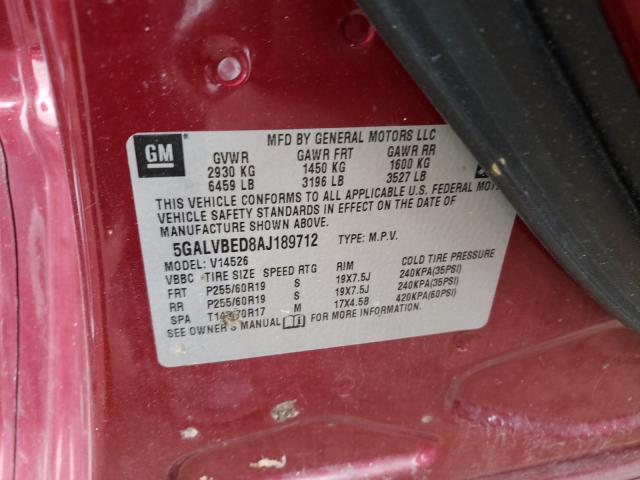 GM
MFD BY GENERAL MOTORS LLC
GVWR GAWR FRT GAWR RR
2930 KG 1450 KG 1600 KG
6459 LB 3196 LB 3527 LB
THIS VEHICLE CONFORMS TO ALL APPLICABLE U.S. FEDERAL
VEHICLE SAFETY STANDARDS IN EFFECT ON THE DATE OF
MANUFACTURE SHOWN ABOVE.
5GALVBED8AJ189712 TYPE: M.P.V.
MODEL: V14526
VBBC TIRE SIZE SPEED RTG RIM COLD TIRE PRESSURE
FRT P255/60R19 S 19X7.5J 240KPA(35PSI)
RR P255/60R19 S 19X7.5J 240KPA(35PSI)
SPA M 17X4.5B 420KPA(60PSI)
SEE OWNER'S MANUAL FOR MORE INFORMATION.